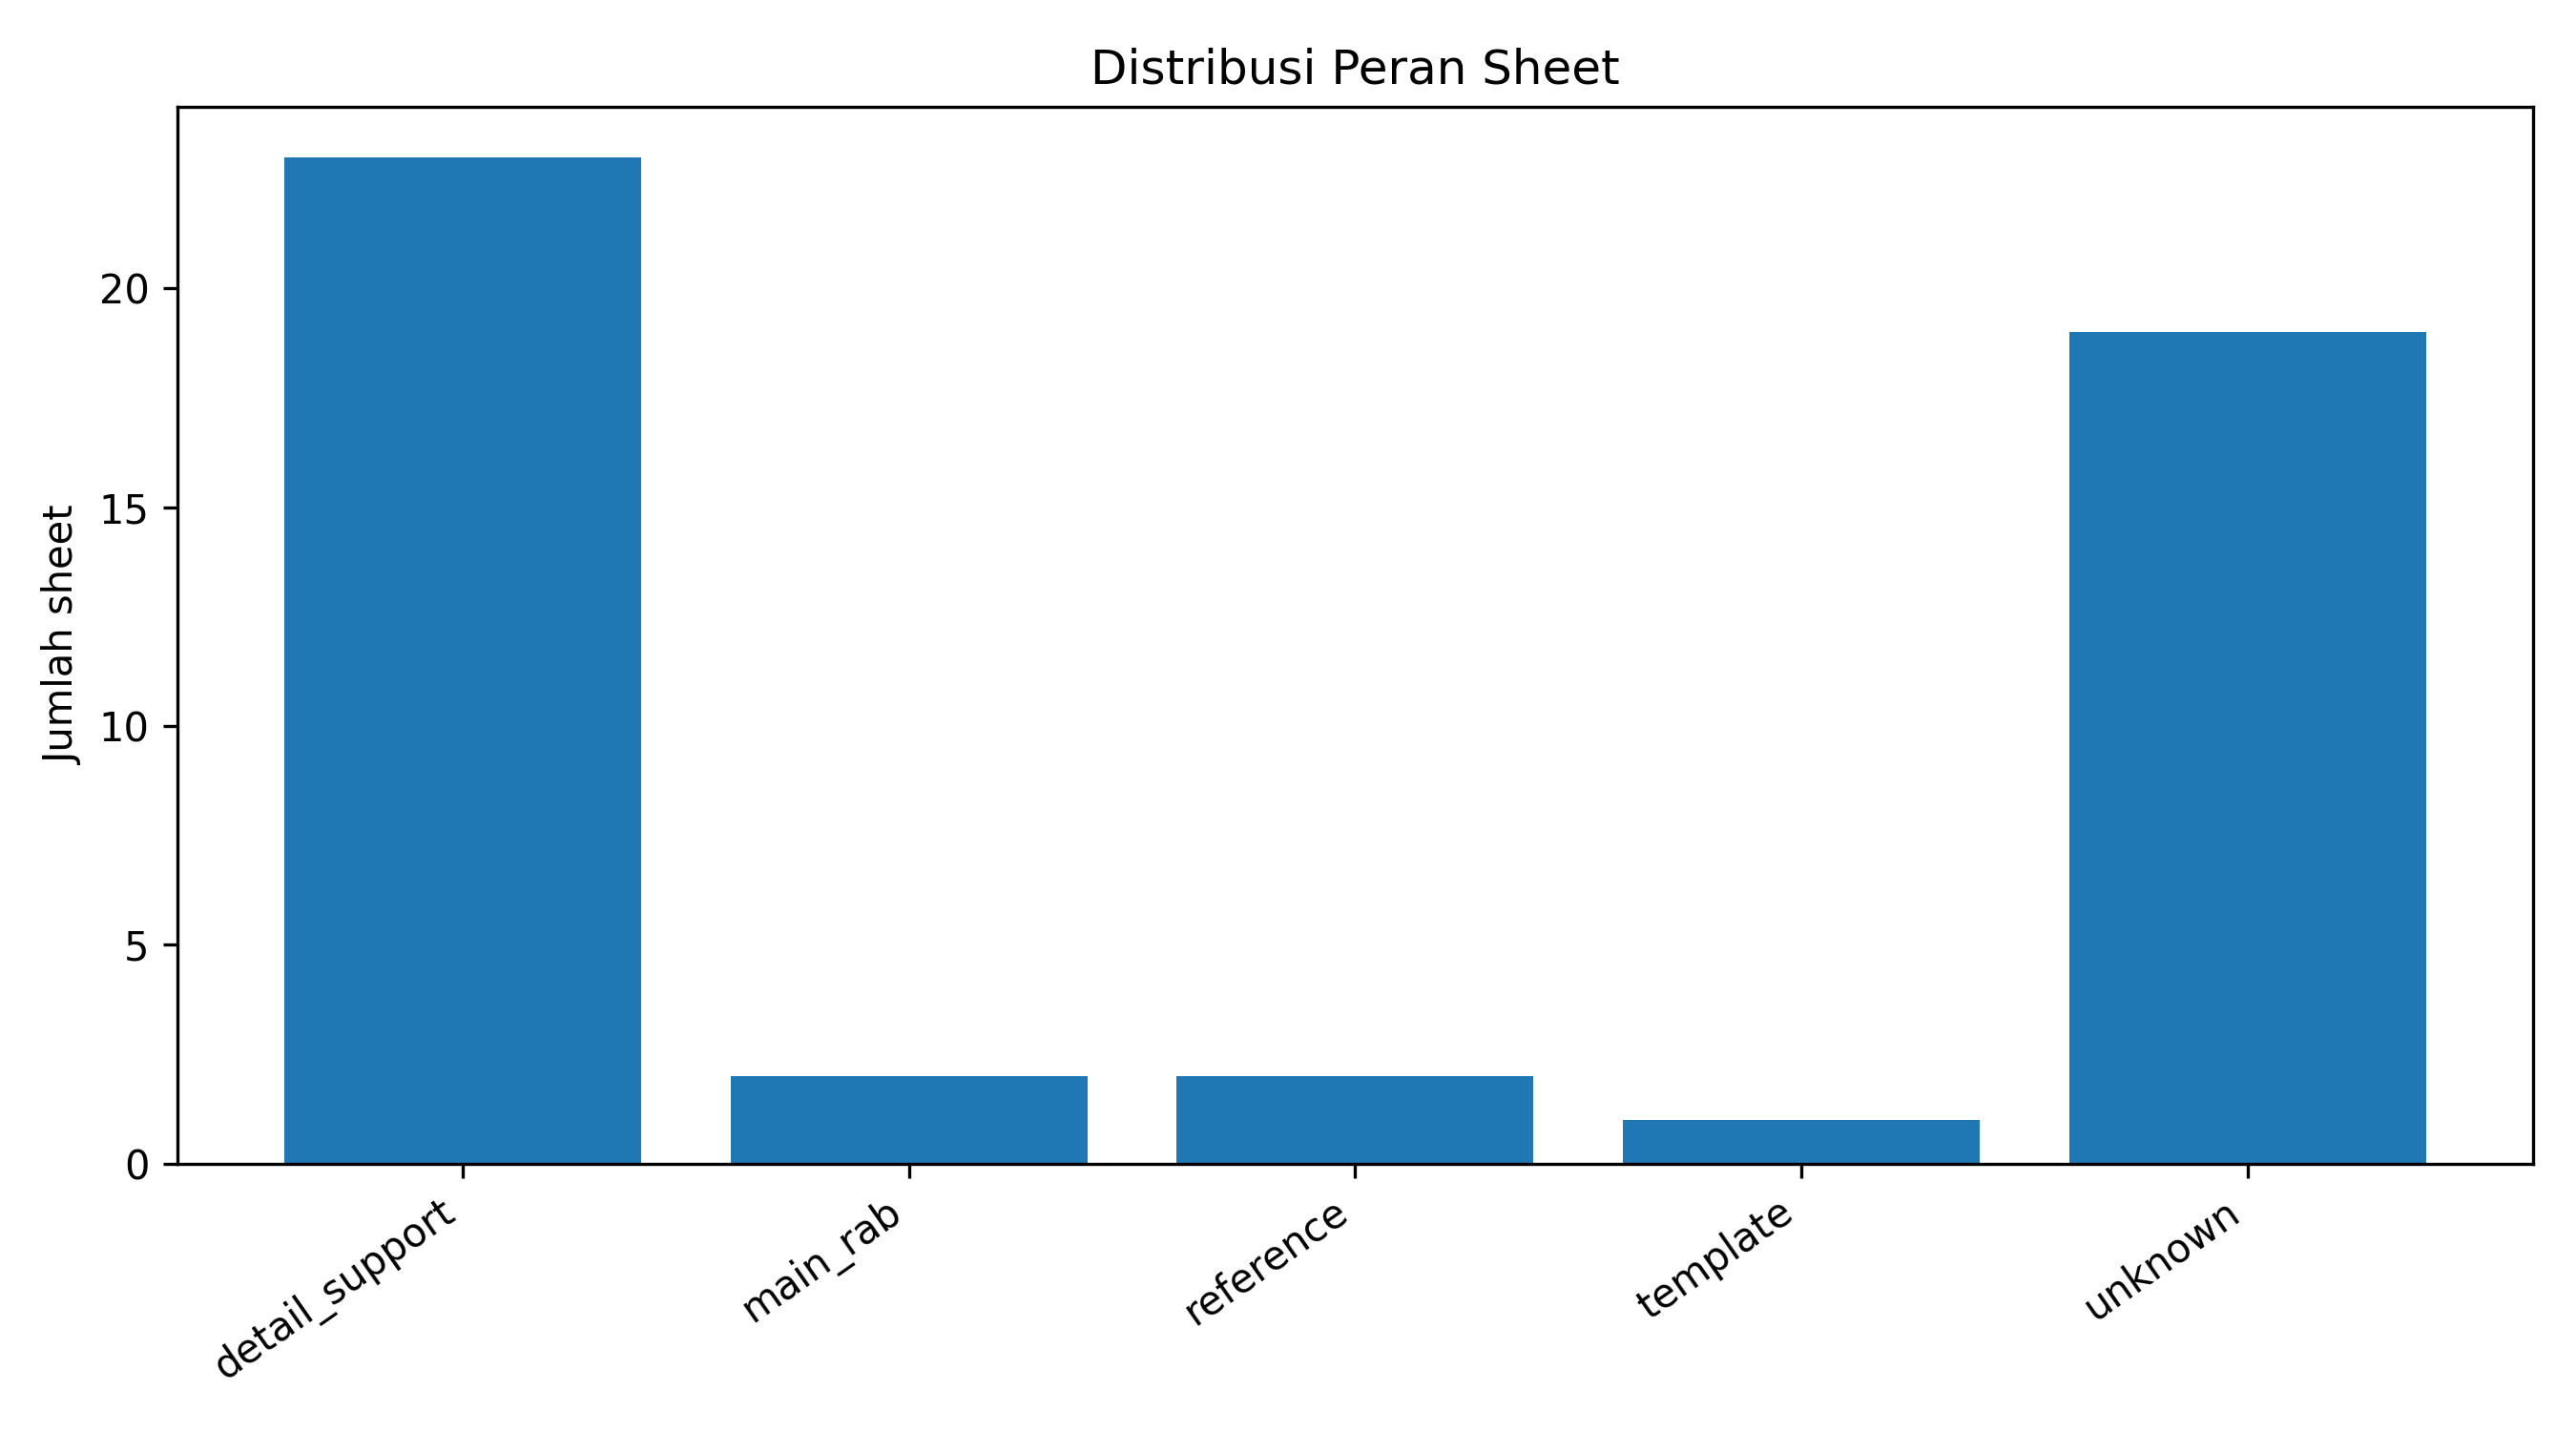 Distribusi Peran Sheet
Jumlah sheet
20
15
10
5
0
detail_support
main_rab
reference
template
unknown